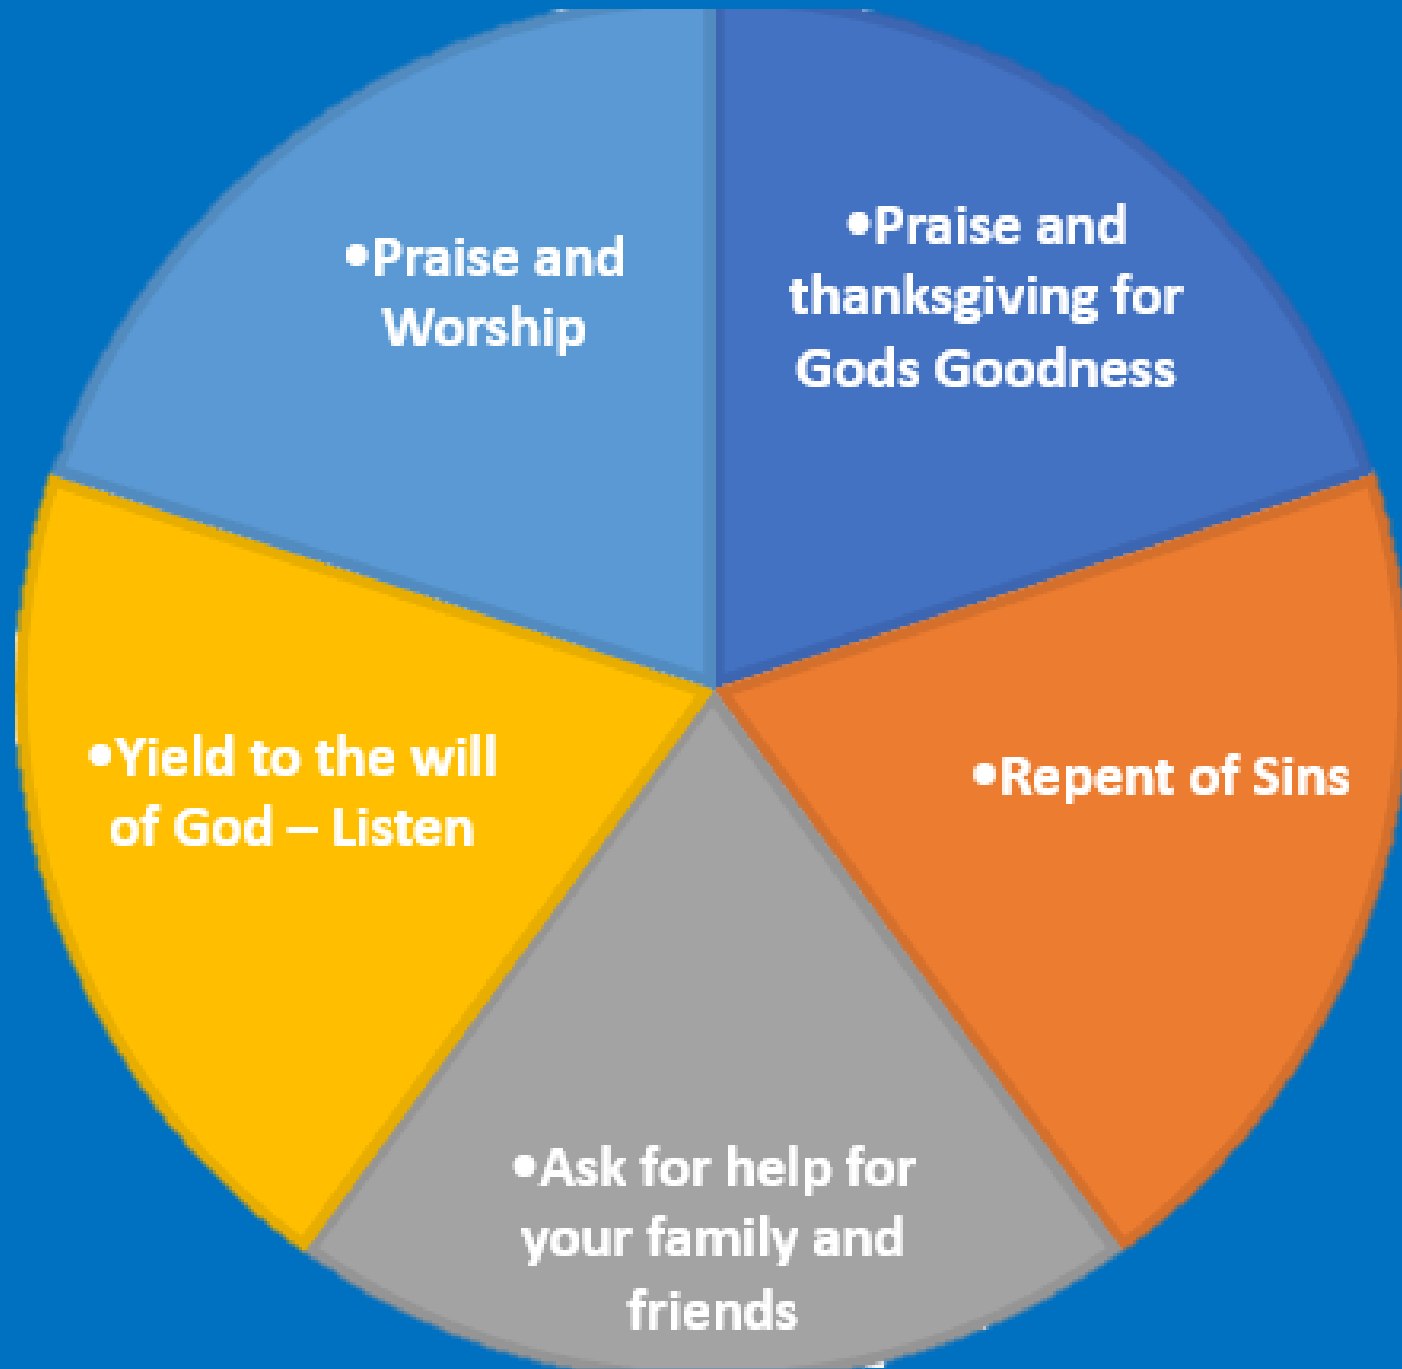 •Praise and
thanksgiving for
Gods Goodness
•Repent of Sins
•Ask for help for
your family and
friends
•Yield to the will
of God – Listen
•Praise and
Worship